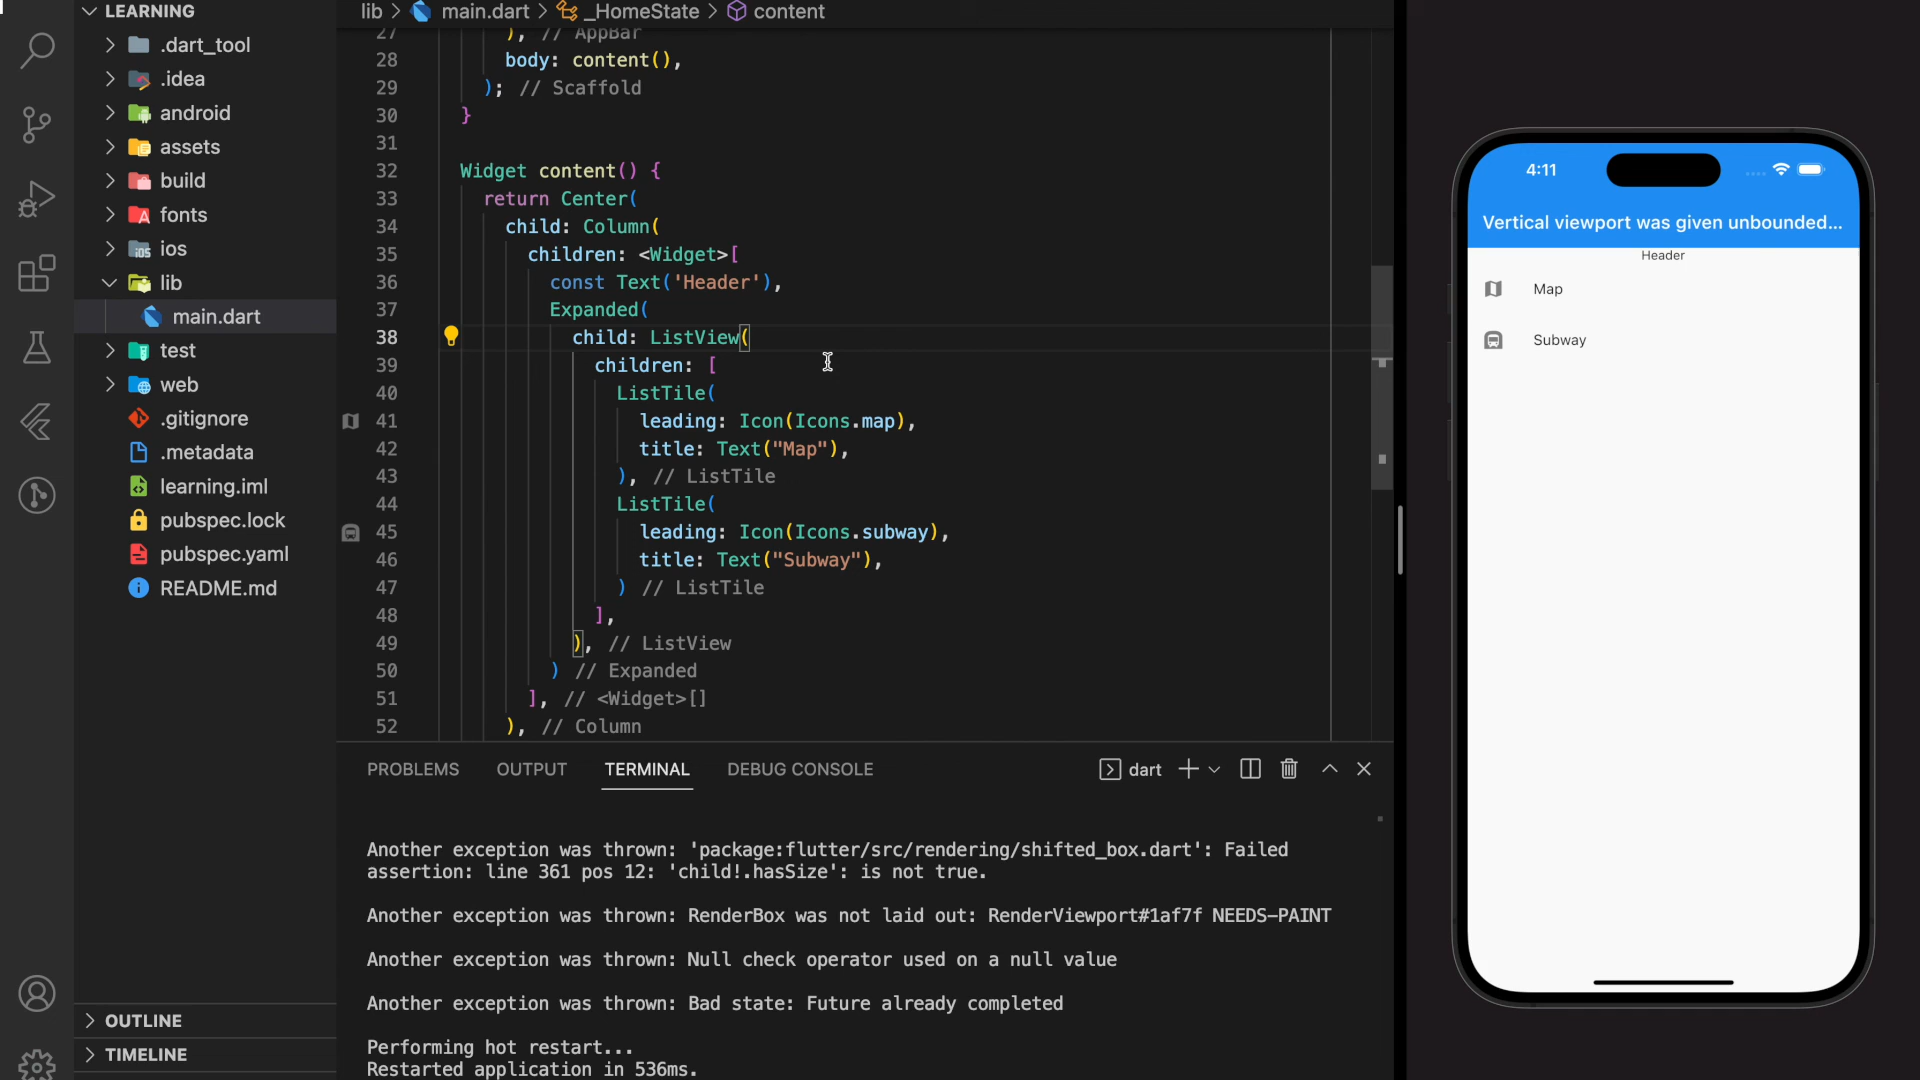 LEARNING
.dart_tool
.idea
android
assets
build
fonts
ios
lib
main.dart
test
web
.gitignore
.metadata
learning.iml
pubspec.lock
pubspec.yaml
README.md
OUTLINE
TIMELINE
lib > main.dart > _HomeState > content
27 ), // AppBar
28 body: content(),
29 ); // Scaffold
30 }
31
32 Widget content() {
33 return Center(
34 child: Column(
35 children: <Widget>[
36 const Text('Header'),
37 Expanded(
38 child: ListView(
39 children: [
40 ListTile(
41 leading: Icon(Icons.map),
42 title: Text("Map"),
43 ), // ListTile
44 ListTile(
45 leading: Icon(Icons.subway),
46 title: Text("Subway"),
47 ) // ListTile
48 ],
49 ), // ListView
50 ) // Expanded
51 ], // <Widget>[]
52 ), // Column
PROBLEMS OUTPUT TERMINAL DEBUG CONSOLE dart
Another exception was thrown: 'package:flutter/src/rendering/shifted_box.dart': Failed
assertion: line 361 pos 12: 'child!.hasSize': is not true.
Another exception was thrown: RenderBox was not laid out: RenderViewport#1af7f NEEDS-PAINT
Another exception was thrown: Null check operator used on a null value
Another exception was thrown: Bad state: Future already completed
Performing hot restart...
Restarted application in 536ms.
4:11
Vertical viewport was given unbounded...
Header
Map
Subway